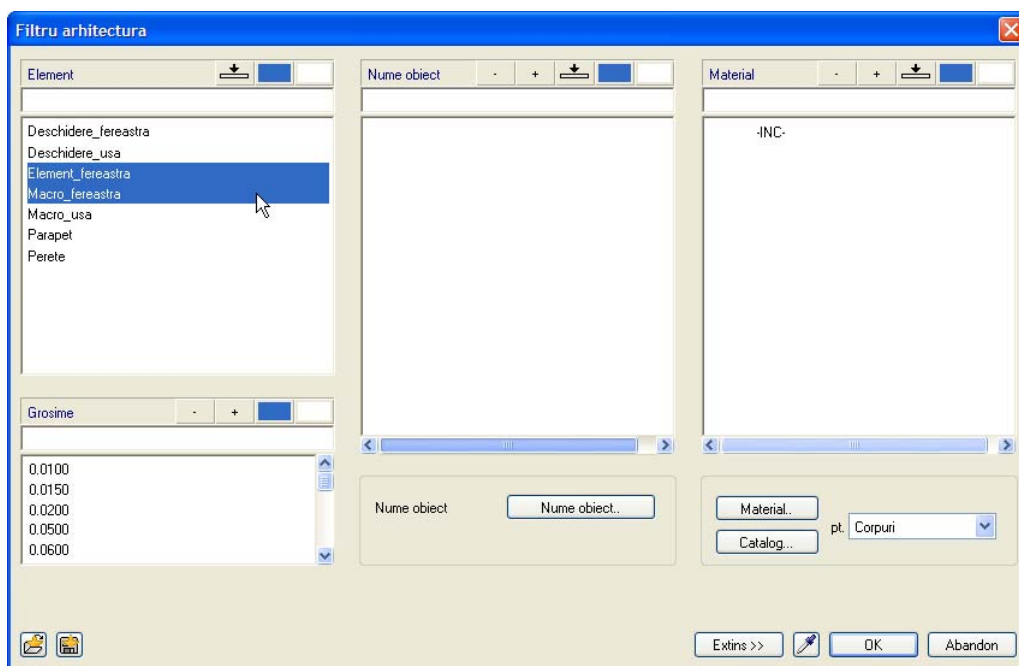 Filtru arhitectura
Element
Deschidere_fereastra
Deschidere_usa
Element_fereastra
Macro_fereastra
Macro_usa
Parapet
Perete
Grosime - +
0.0100
0.0150
0.0200
0.0500
0.0600
Nume obiect - +
Nume obiect Nume obiect..
Material - +
-INC-
Material..
Catalog...
pt. Corpuri
Extins >> OK Abandon